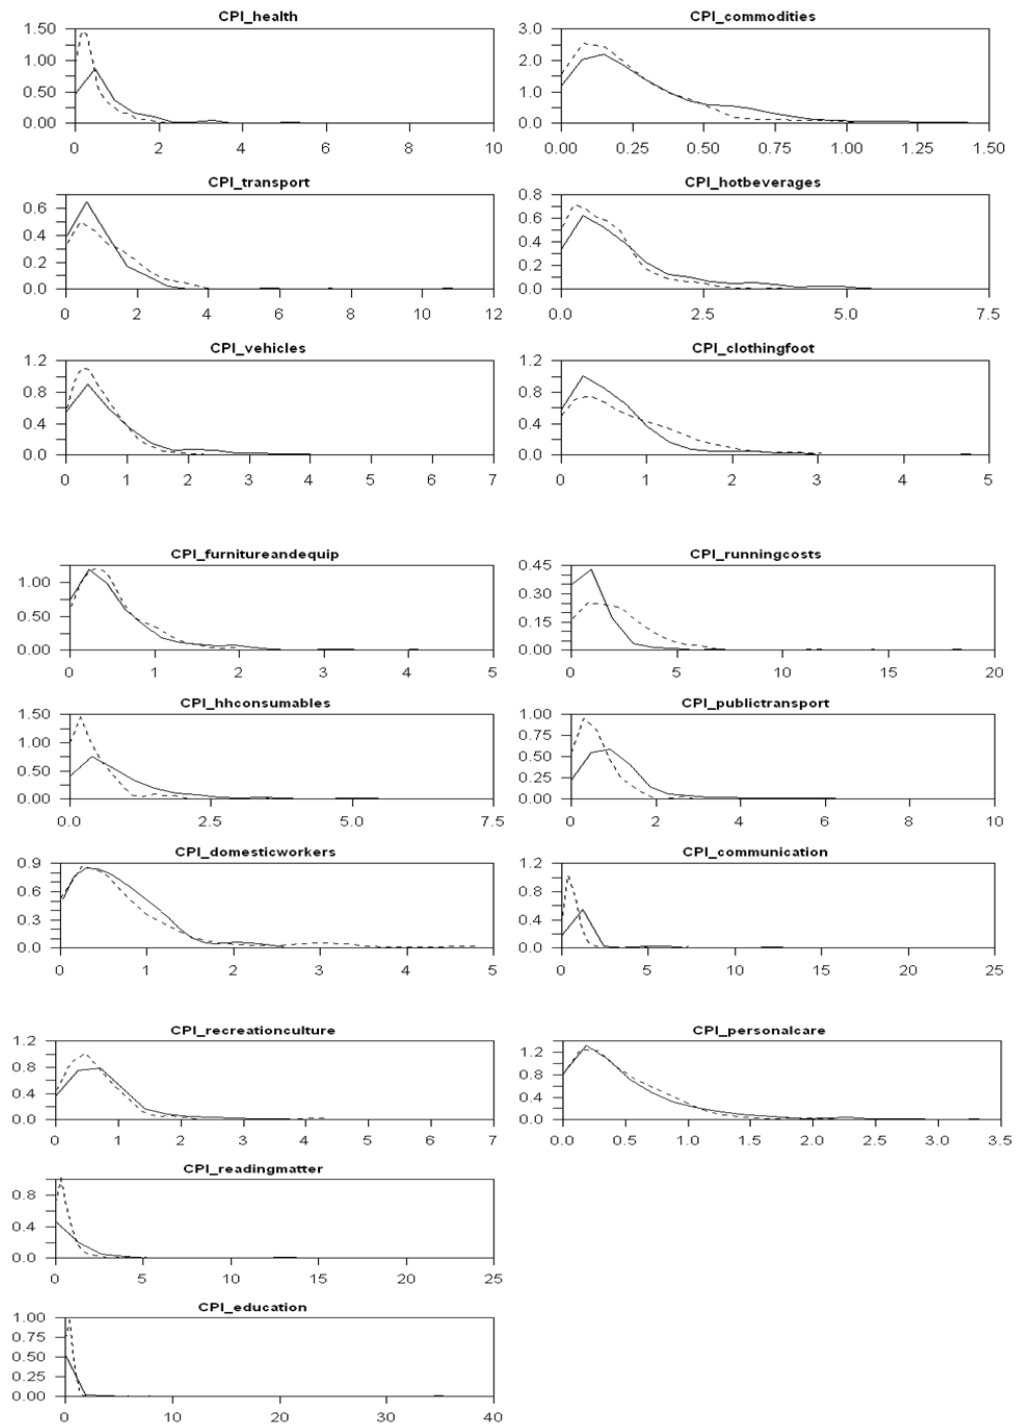 CPI_health
1.50
1.00
0.50
0.00
0 2 4 6 8 10
CPI_commodities
3.0
2.0
1.0
0.0
0.00 0.25 0.50 0.75 1.00 1.25 1.50
CPI_transport
0.6
0.4
0.2
0.0
0 2 4 6 8 10 12
CPI_hotbeverages
0.8
0.6
0.4
0.2
0.0
0.0 2.5 5.0 7.5
CPI_vehicles
1.2
0.8
0.4
0.0
0 1 2 3 4 5 6 7
CPI_clothingfoot
1.2
0.8
0.4
0.0
0 1 2 3 4 5
CPI_furnitureandequip
1.00
0.50
0.00
0 1 2 3 4 5
CPI_runningcosts
0.45
0.30
0.15
0.00
0 5 10 15 20
CPI_hhconsumables
1.50
1.00
0.50
0.00
0.0 2.5 5.0 7.5
CPI_publictransport
1.00
0.75
0.50
0.25
0.00
0 2 4 6 8 10
CPI_domesticworkers
0.9
0.6
0.3
0.0
0 1 2 3 4 5
CPI_communication
1.2
0.8
0.4
0.0
0 5 10 15 20 25
CPI_recreationculture
1.2
0.8
0.4
0.0
0 1 2 3 4 5 6 7
CPI_personalcare
1.2
0.8
0.4
0.0
0.0 0.5 1.0 1.5 2.0 2.5 3.0 3.5
CPI_readingmatter
0.8
0.4
0.0
0 5 10 15 20 25
CPI_education
1.00
0.75
0.50
0.25
0.00
0 10 20 30 40